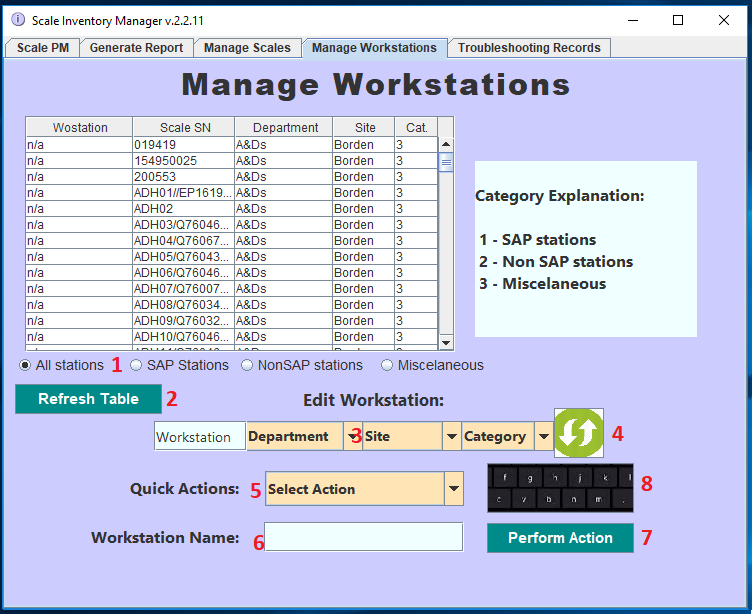 Scale Inventory Manager v.2.2.11
Scale PM Generate Report Manage Scales Manage Workstations Troubleshooting Records
Manage Workstations
Wostation Scale SN Department Site Cat.
n/a 019419 A&Ds Borden 3
n/a 154950025 A&Ds Borden 3
n/a 200553 A&Ds Borden 3
n/a ADH01//EP1619... A&Ds Borden 3
n/a ADH02 A&Ds Borden 3
n/a ADH03/Q76046... A&Ds Borden 3
n/a ADH04/Q76067... A&Ds Borden 3
n/a ADH05/Q76043... A&Ds Borden 3
n/a ADH06/Q76046... A&Ds Borden 3
n/a ADH07/Q76007... A&Ds Borden 3
n/a ADH08/Q76034... A&Ds Borden 3
n/a ADH09/Q76032... A&Ds Borden 3
n/a ADH10/Q76046... A&Ds Borden 3
Category Explanation:
1 - SAP stations
2 - Non SAP stations
3 - Miscelaneous
All stations 1 SAP Stations NonSAP stations Miscelaneous
Refresh Table 2 Edit Workstation:
Workstation Department 3 Site Category 4
Quick Actions: 5 Select Action
f g h j k l
c v b n m . 8
Workstation Name: 6 Perform Action 7